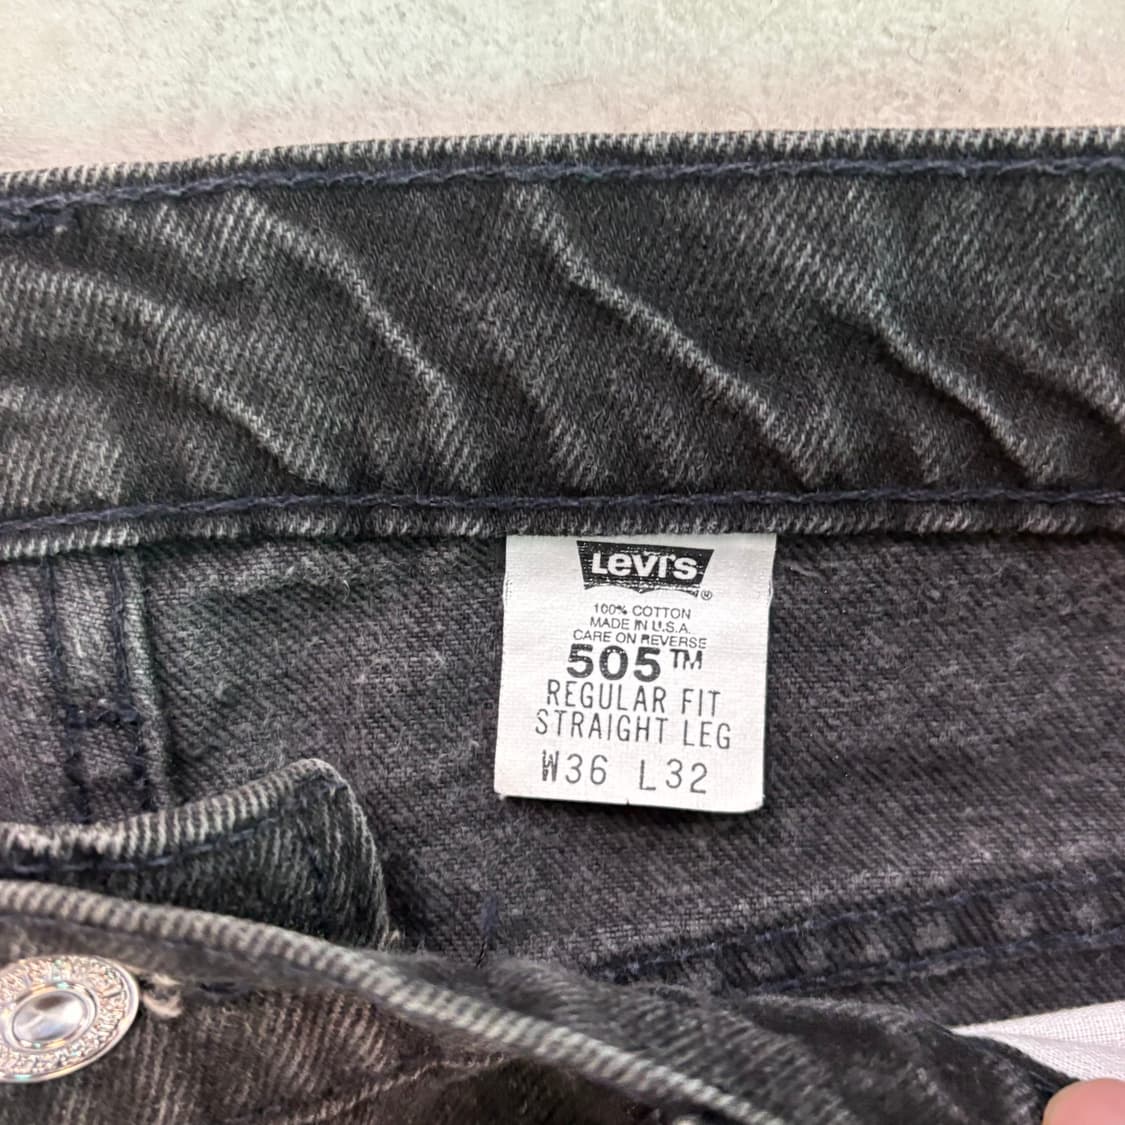 Levi's®
100% COTTON
MADE IN U.S.A.
CARE ON REVERSE
505™
REGULAR FIT
STRAIGHT LEG
W36 L32